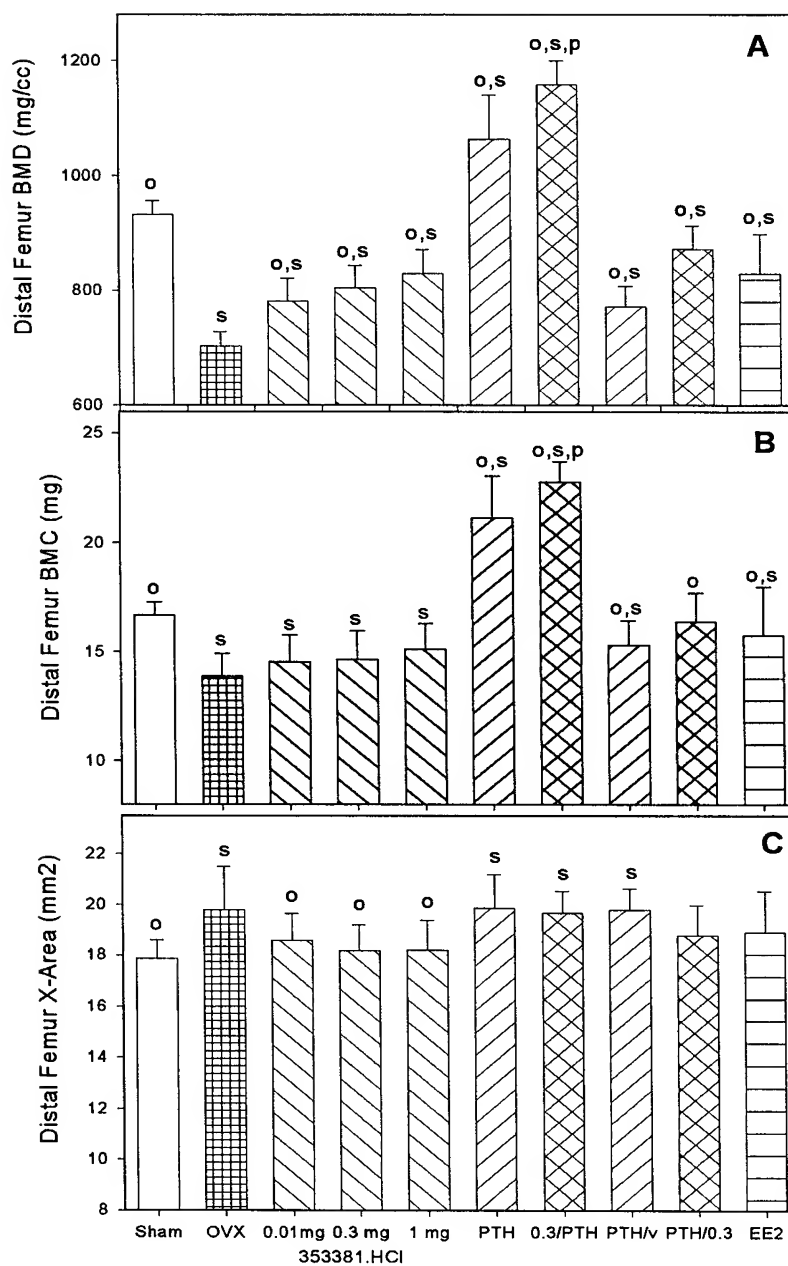 A
Distal Femur BMD (mg/cc)
1200
1000
800
600
o
s
o,s
o,s
o,s
o,s
o,s,p
o,s
o,s
o,s
B
Distal Femur BMC (mg)
25
20
15
10
o
s
s
s
s
o,s
o,s,p
o,s
o
o,s
C
Distal Femur X-Area (mm2)
22
20
18
16
14
12
10
8
o
s
o
o
o
s
s
s
Sham OVX 0.01mg 0.3 mg 1 mg PTH 0.3/PTH PTH/v PTH/0.3 EE2
353381.HCl